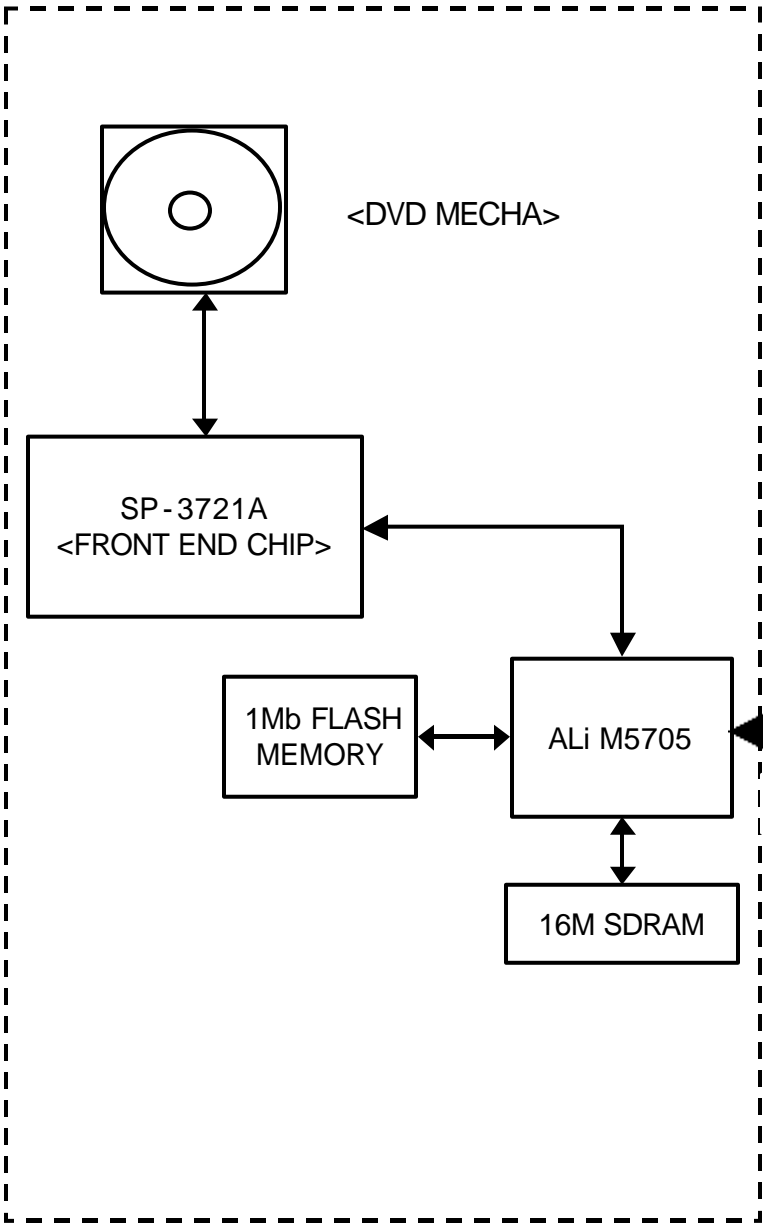 <DVD MECHA>
SP-3721A
<FRONT END CHIP>
1Mb FLASH
MEMORY
ALi M5705
16M SDRAM